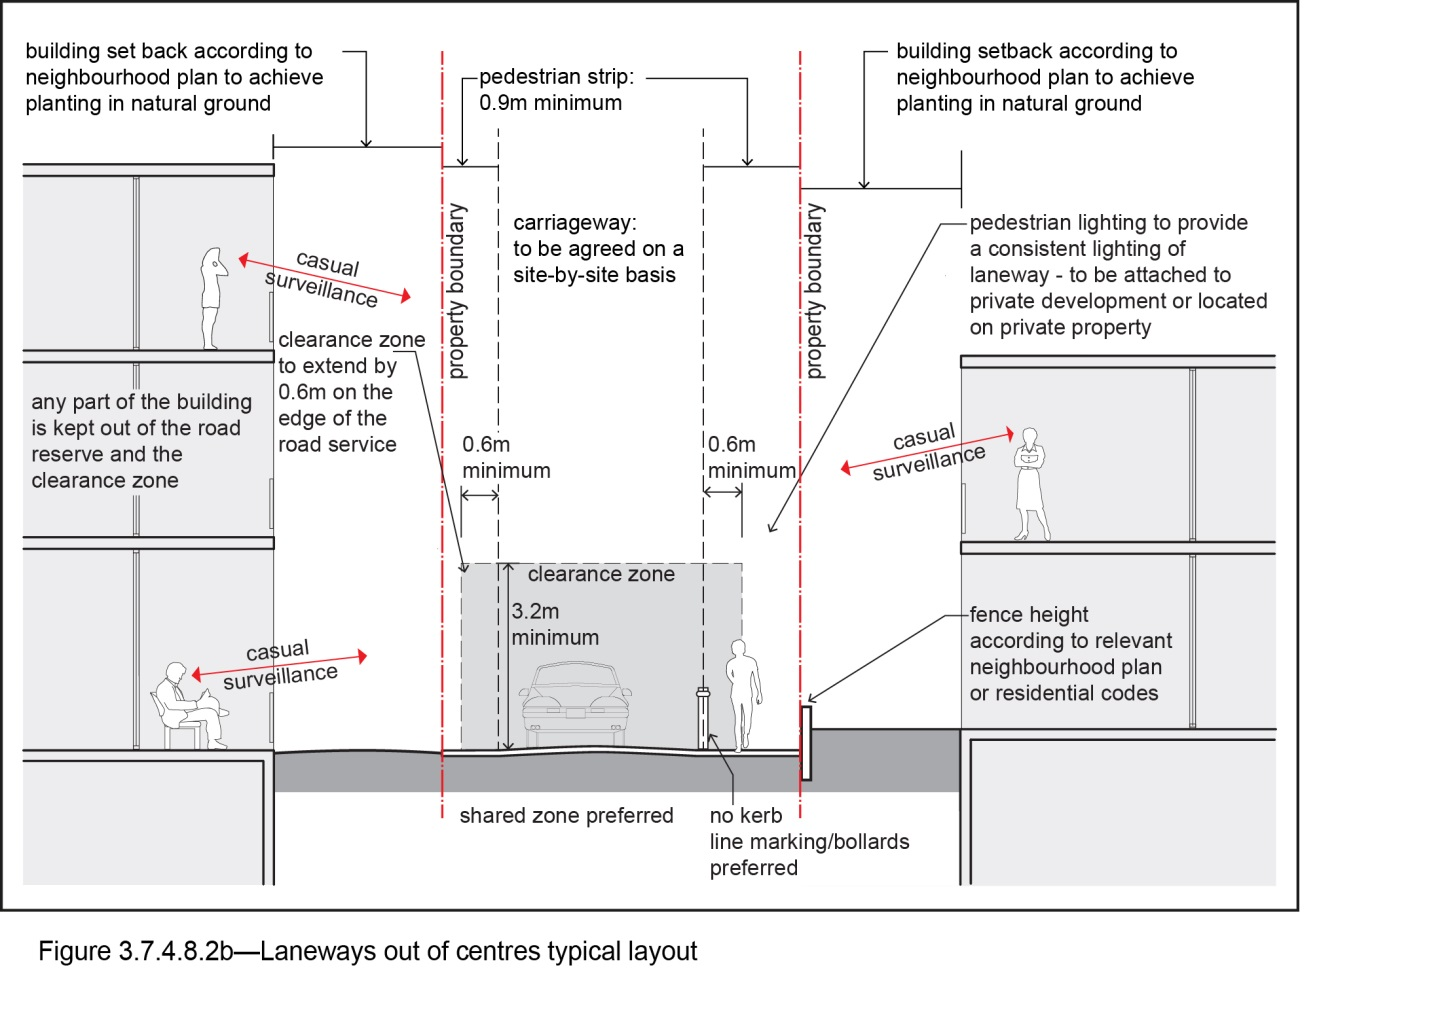 building set back according to
neighbourhood plan to achieve
planting in natural ground
pedestrian strip:
0.9m minimum
building setback according to
neighbourhood plan to achieve
planting in natural ground
property boundary
carriageway:
to be agreed on a
site-by-site basis
property boundary
pedestrian lighting to provide
a consistent lighting of
laneway - to be attached to
private development or located
on private property
casual
surveillance
clearance zone
to extend by
0.6m on the
edge of the
road service
any part of the building
is kept out of the road
reserve and the
clearance zone
0.6m
minimum
0.6m
minimum
casual
surveillance
clearance zone
3.2m
minimum
fence height
according to relevant
neighbourhood plan
or residential codes
casual
surveillance
shared zone preferred
no kerb
line marking/bollards
preferred
Figure 3.7.4.8.2b—Laneways out of centres typical layout